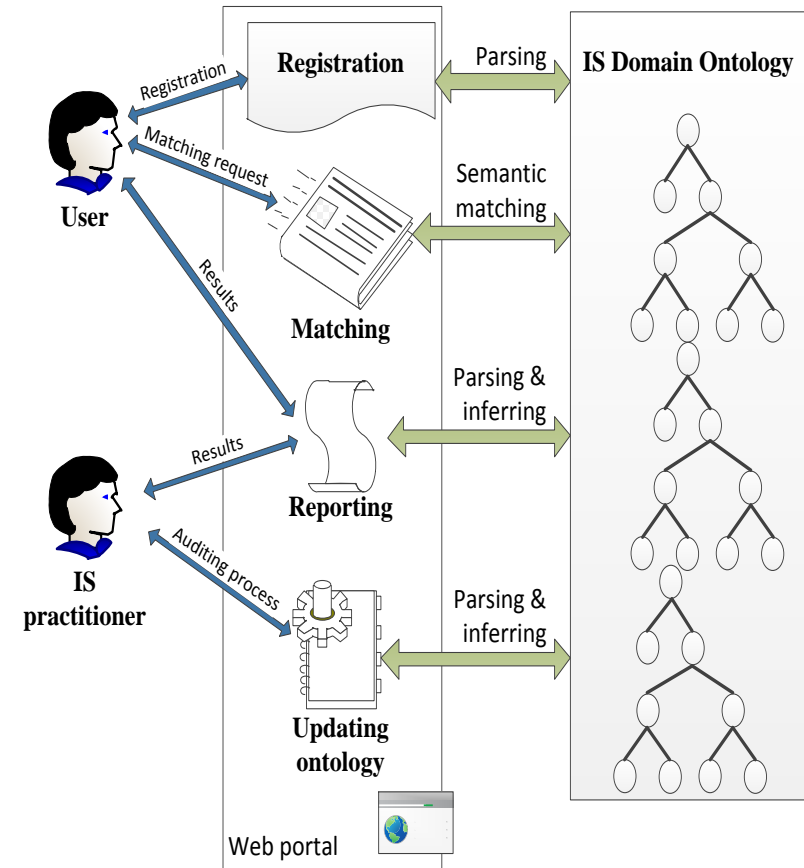 Registration
Parsing
IS Domain Ontology
Registration
Matching request
User
Semantic
matching
Matching
Results
Parsing &
inferring
Results
Reporting
IS
practitioner
Auditing process
Parsing &
inferring
Updating
ontology
Web portal